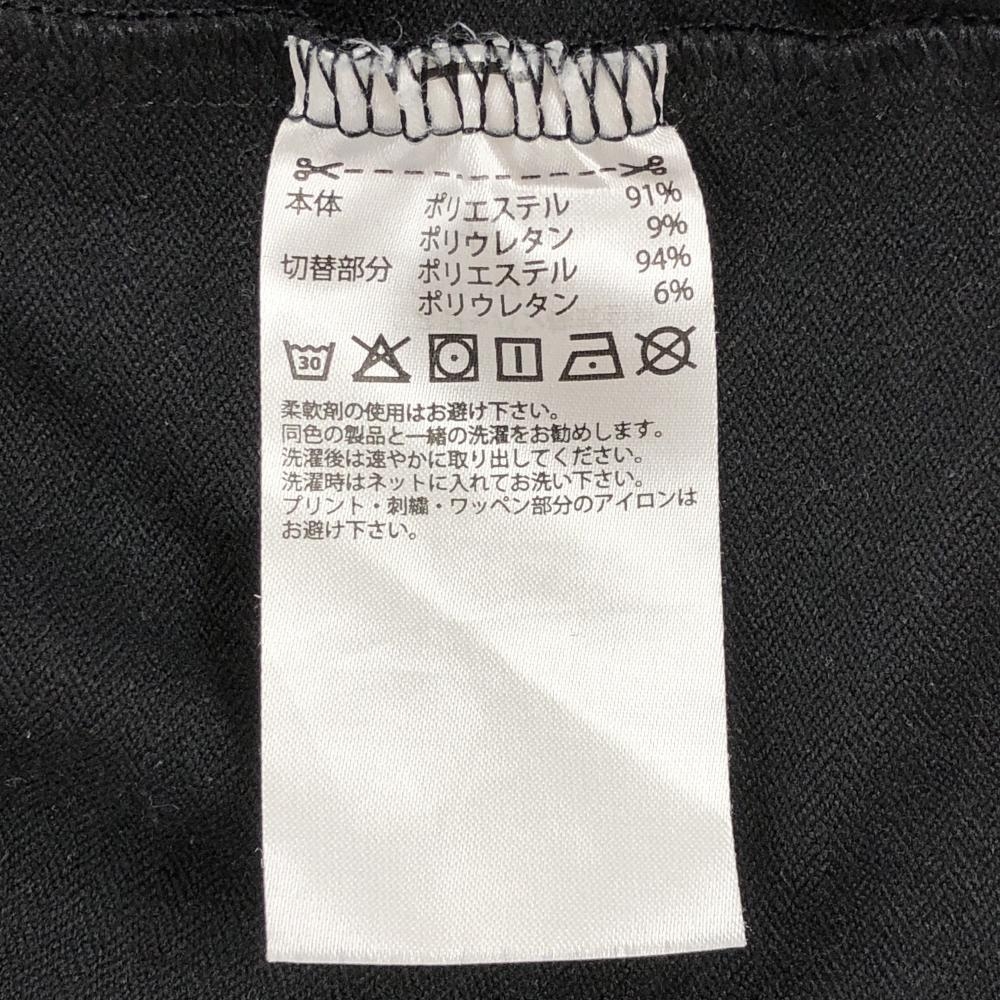 本体 ポリエステル 91%
ポリウレタン 9%
切替部分 ポリエステル 94%
ポリウレタン 6%
30
柔軟剤の使用はお避け下さい。
同色の製品と一緒の洗濯をお勧めします。
洗濯後は速やかに取り出してください。
洗濯時はネットに入れてお洗い下さい。
プリント・刺繍・ワッペン部分のアイロンは
お避け下さい。